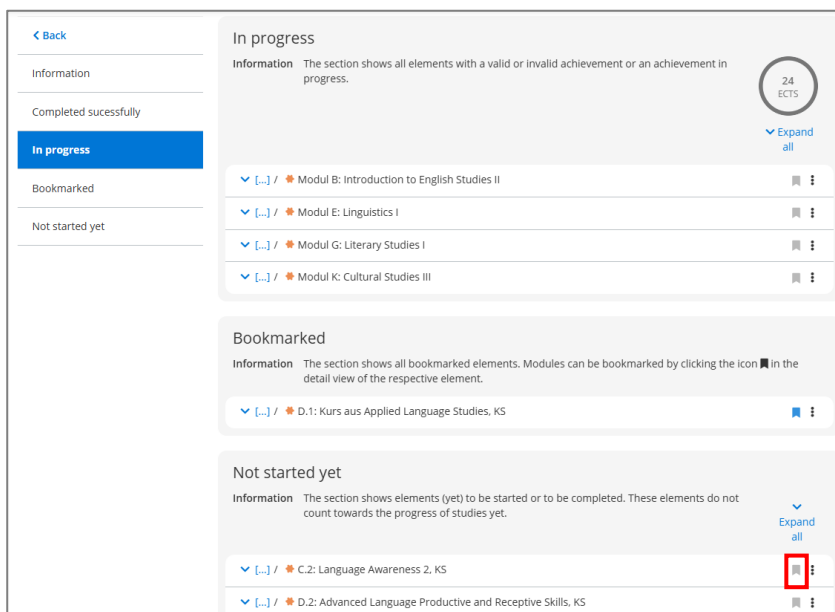 Back
Information
Completed sucessfully
In progress
Bookmarked
Not started yet
In progress
Information The section shows all elements with a valid or invalid achievement or an achievement in
progress.
24
ECTS
Expand
all
[...] / Modul B: Introduction to English Studies II
[...] / Modul E: Linguistics I
[...] / Modul G: Literary Studies I
[...] / Modul K: Cultural Studies III
Bookmarked
Information The section shows all bookmarked elements. Modules can be bookmarked by clicking the icon in the
detail view of the respective element.
[...] / D.1: Kurs aus Applied Language Studies, KS
Not started yet
Information The section shows elements (yet) to be started or to be completed. These elements do not
count towards the progress of studies yet.
Expand
all
[...] / C.2: Language Awareness 2, KS
[...] / D.2: Advanced Language Productive and Receptive Skills, KS